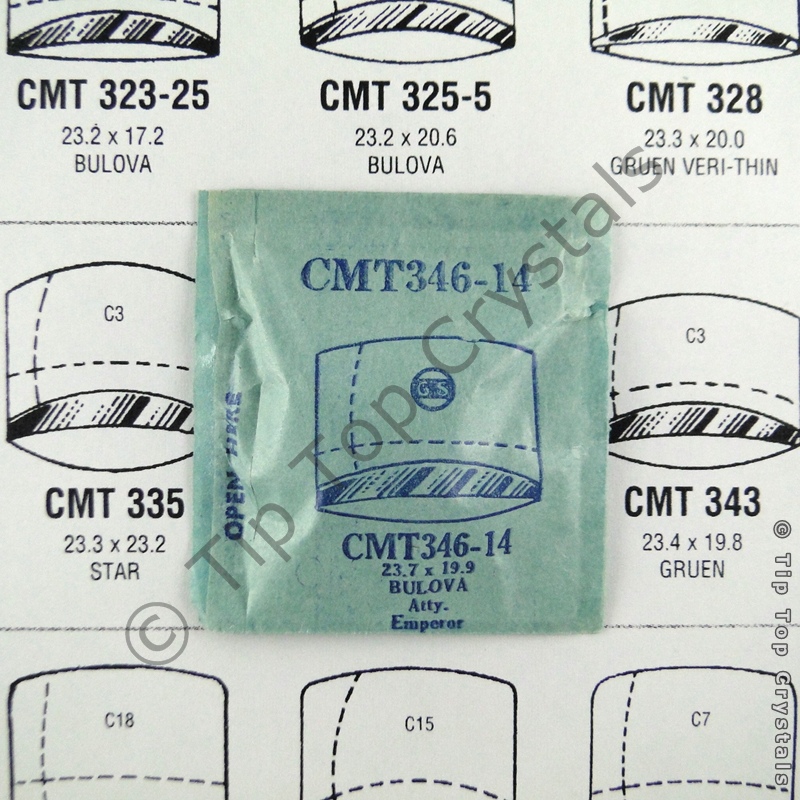 CMT 323-25
23.2 x 17.2
BULOVA
CMT 325-5
23.2 x 20.6
BULOVA
CMT 328
23.3 x 20.0
GRUEN VERI-THIN
C3
CMT 335
23.3 x 23.2
STAR
CMT346-14
GS
OPEN HERE
CMT346-14
23.7 x 19.9
BULOVA
Atty.
Emperor
C3
CMT 343
23.4 x 19.8
GRUEN
C18
C15
C7
© Tip Top Crystals
© Tip Top Crystals